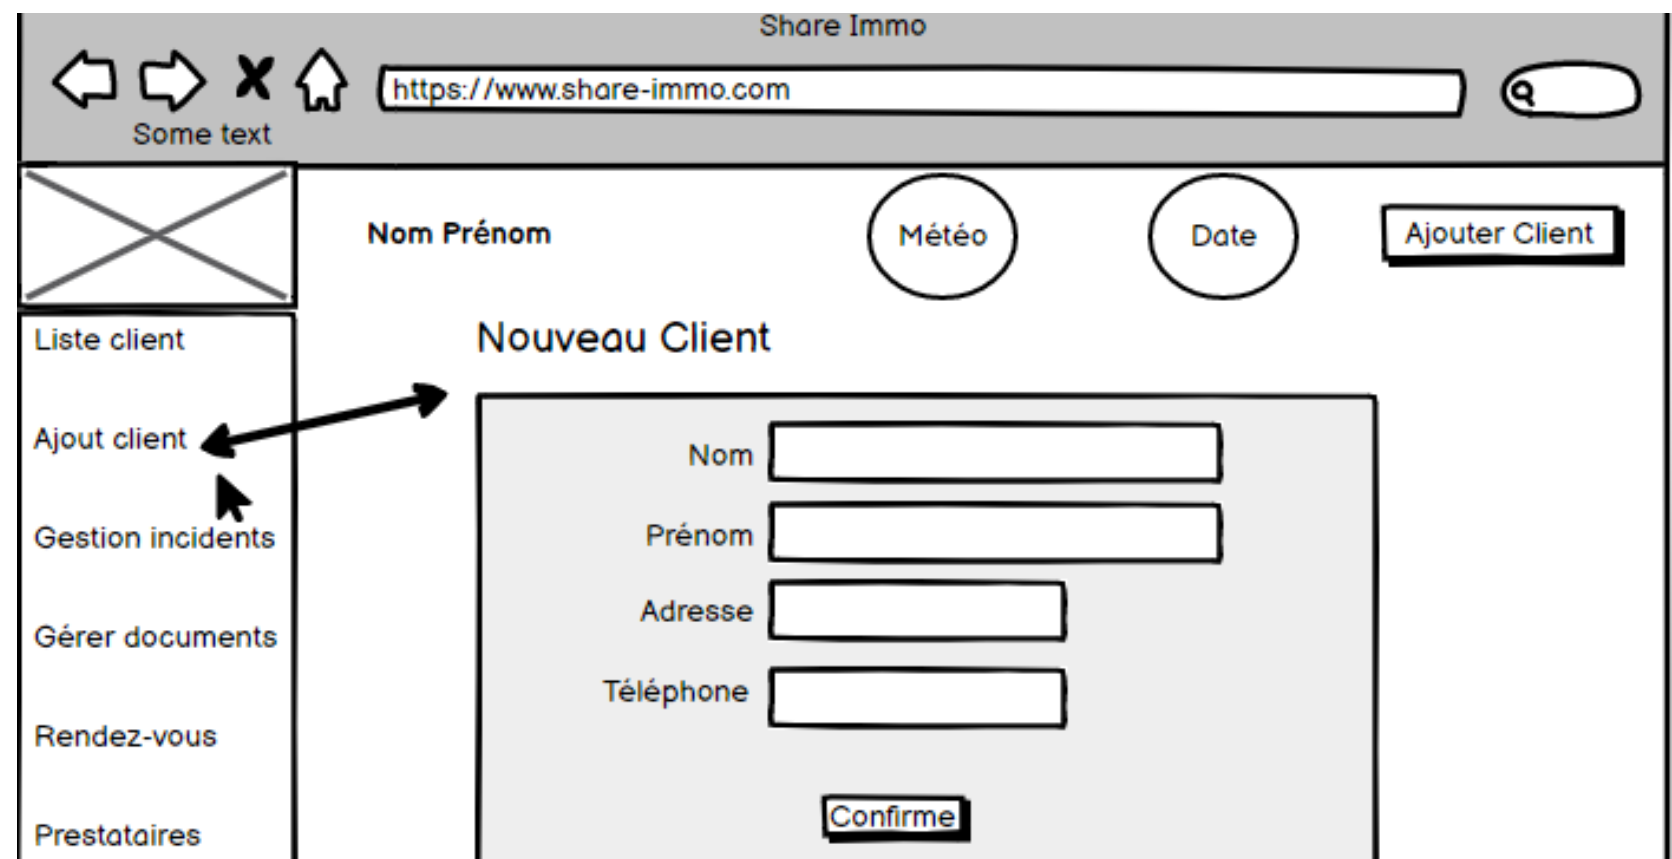 Share Immo
https://www.share-immo.com
Some text
Nom Prénom
Météo
Date
Ajouter Client
Liste client
Ajout client
Gestion incidents
Gérer documents
Rendez-vous
Prestataires
Nouveau Client
Nom
Prénom
Adresse
Téléphone
Confirme